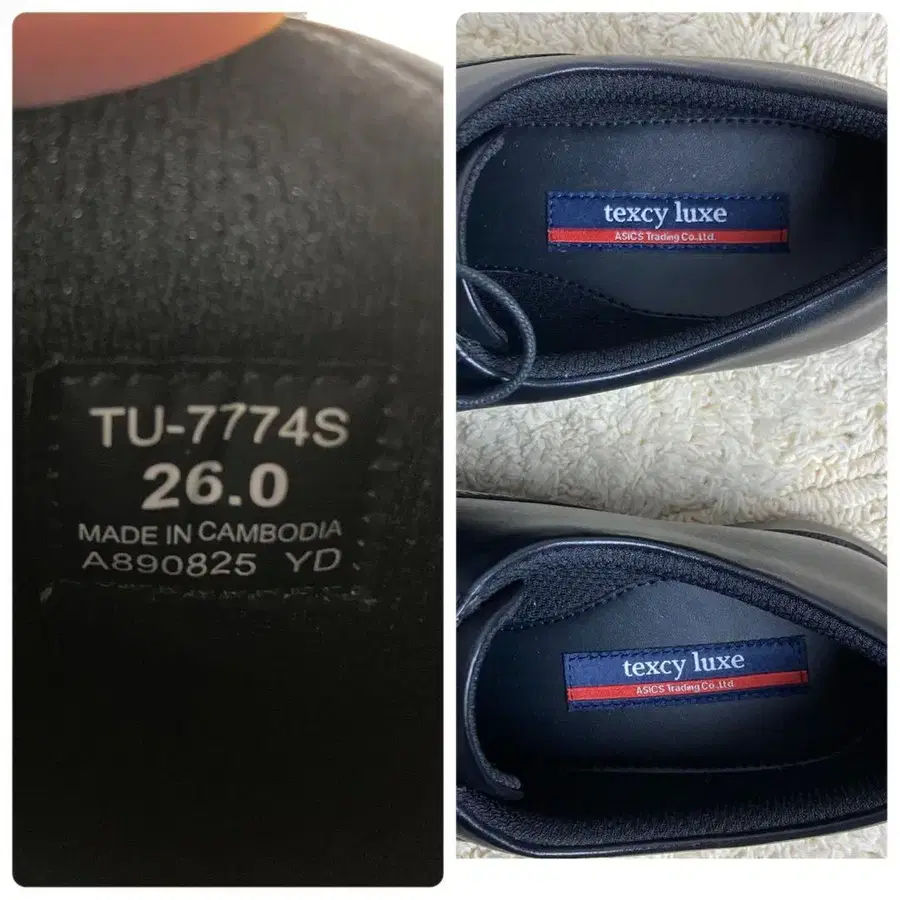 TU-7774S
26.0
MADE IN CAMBODIA
A890825 YD
texcy luxe
ASICS Trading Co.,Ltd.
texcy luxe
ASICS Trading Co.,Ltd.